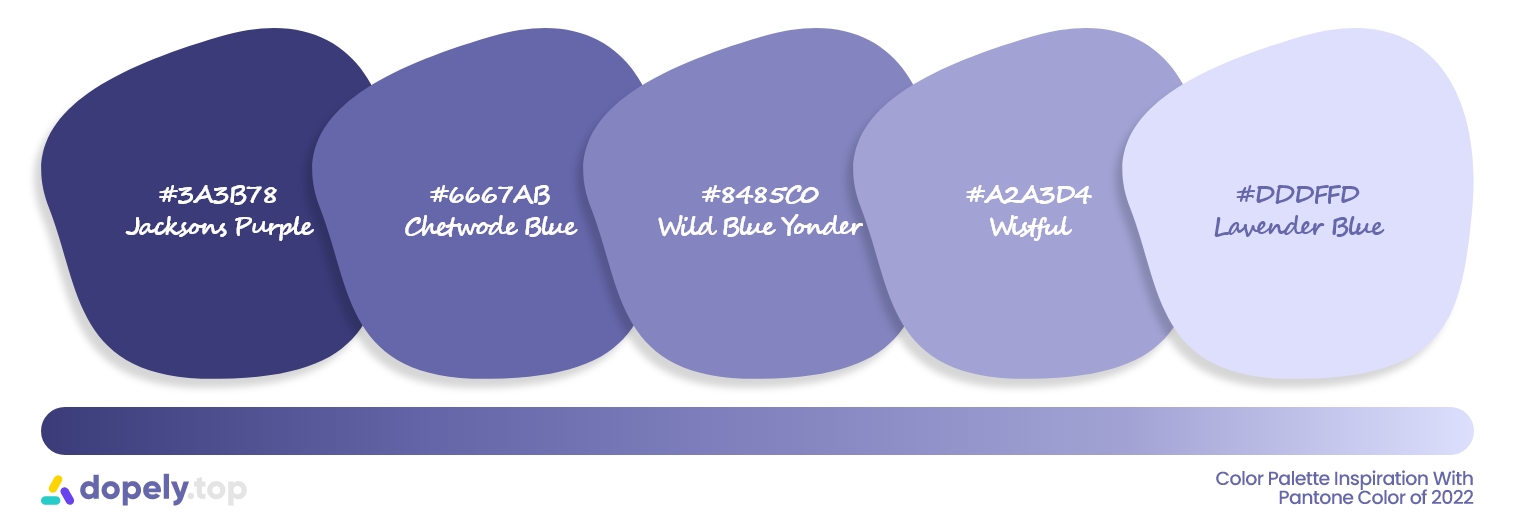 #3A3B78
Jacksons Purple
#6667AB
Chetwode Blue
#8485C0
Wild Blue Yonder
#A2A3D4
Wistful
#DDDFFD
Lavender Blue
dopely.top
Color Palette Inspiration With
Pantone Color of 2022